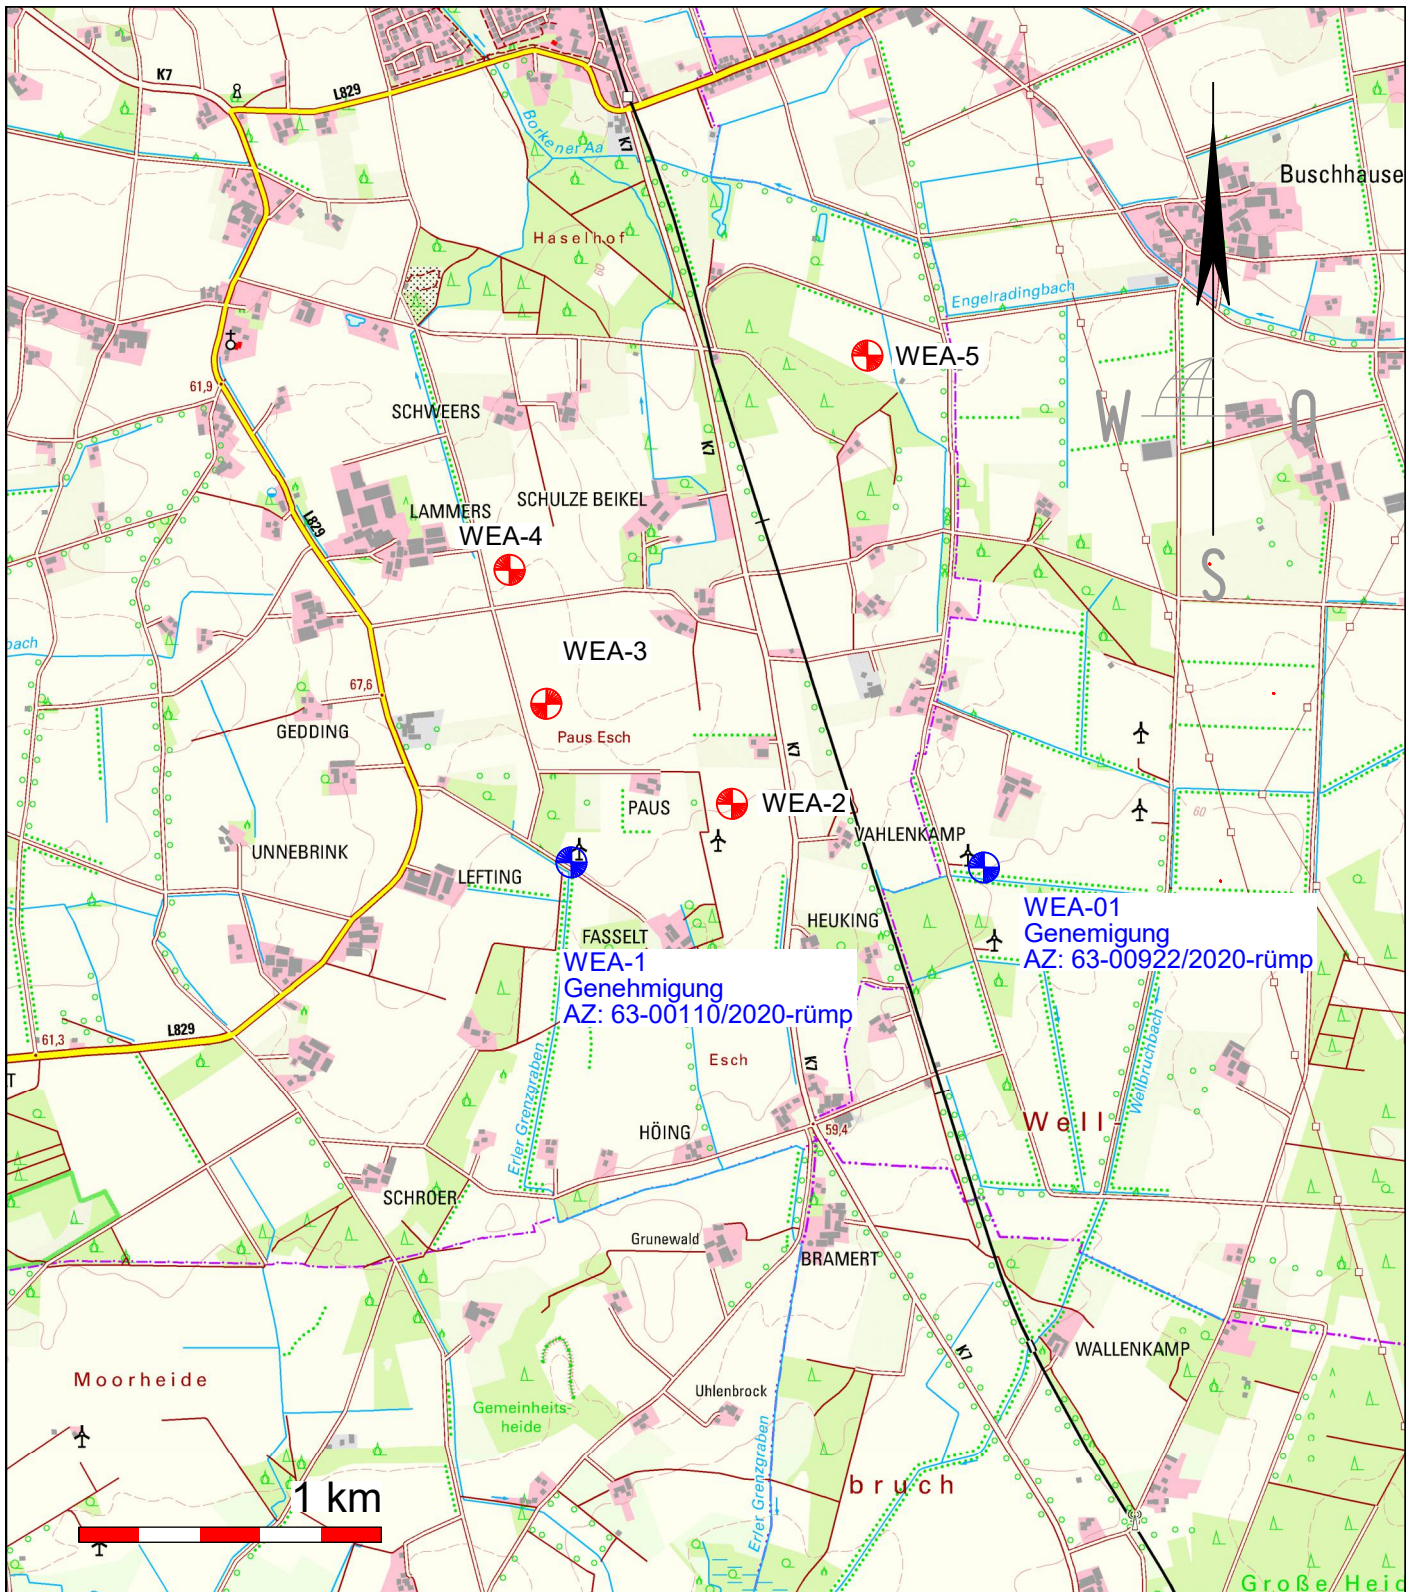 K7
L829
Borkener Aa
K7
Buschhause
Haselhof
60
Engelradingbach
WEA-5
61,9
SCHWEERS
W
O
K7
LAMMERS
SCHULZE BEIKEL
L829
WEA-4
S
bach
WEA-3
67,6
GEDDING
Paus Esch
K7
PAUS
WEA-2
60
VAHLENKAMP
UNNEBRINK
LEFTING
WEA-01
Genemigung
AZ: 63-00922/2020-rümp
HEUKING
FASSELT
WEA-1
Genehmigung
AZ: 63-00110/2020-rümp
L829
61,3
T
Esch
K7
Erler Grenzgraben
Wellbruchbach
Well-
59,4
HÖING
SCHROER
Grunewald
BRAMERT
K7
WALLENKAMP
Moorheide
Uhlenbrock
Gemeinheits-
heide
Erler Grenzgraben
bruch
1 km
Große Heid